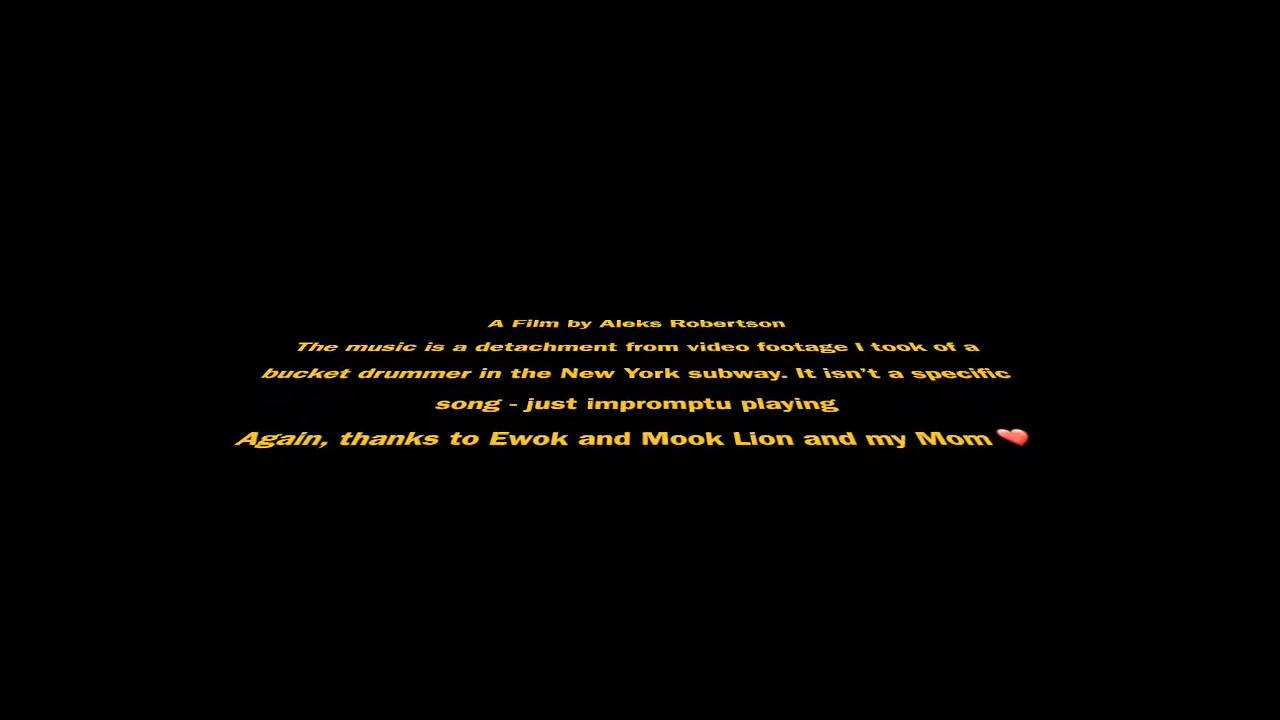 A Film by Aleks Robertson
The music is a detachment from video footage I took of a
bucket drummer in the New York subway. It isn’t a specific
song - just impromptu playing
Again, thanks to Ewok and Mook Lion and my Mom ❤️